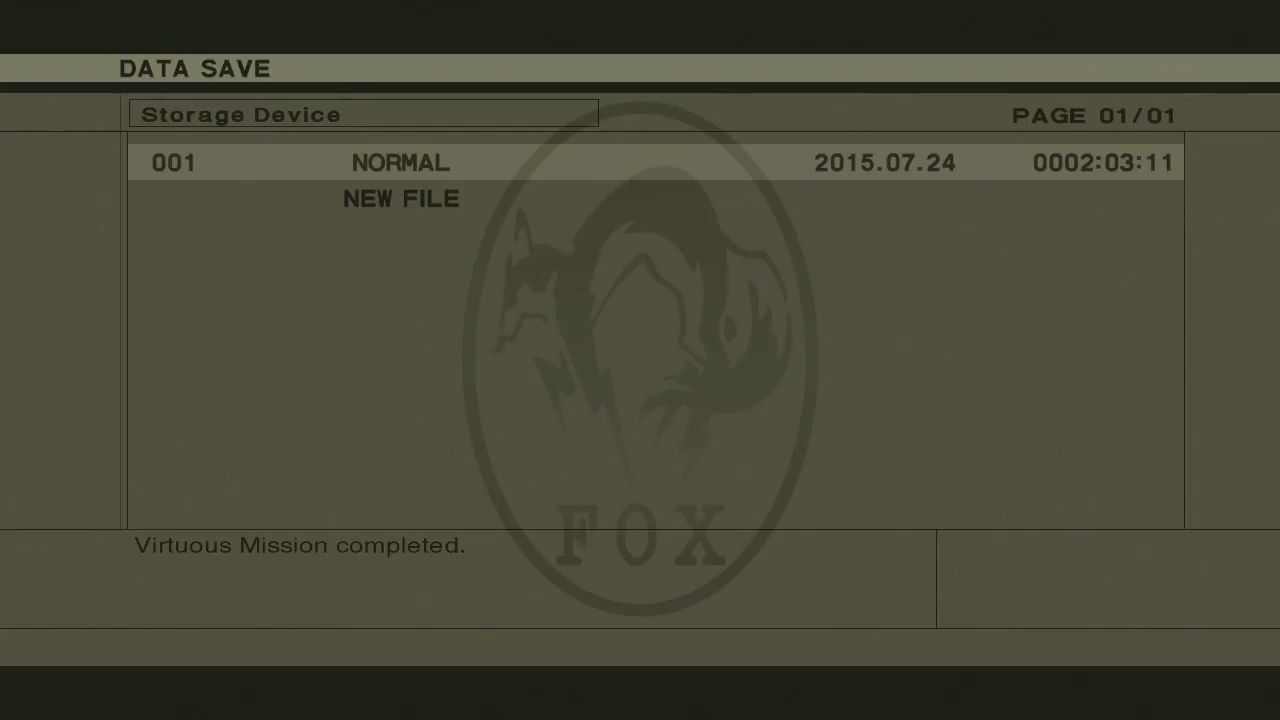 DATA SAVE
Storage Device PAGE 01/01
001 NORMAL 2015.07.24 0002:03:11
NEW FILE
FOX
Virtuous Mission completed.